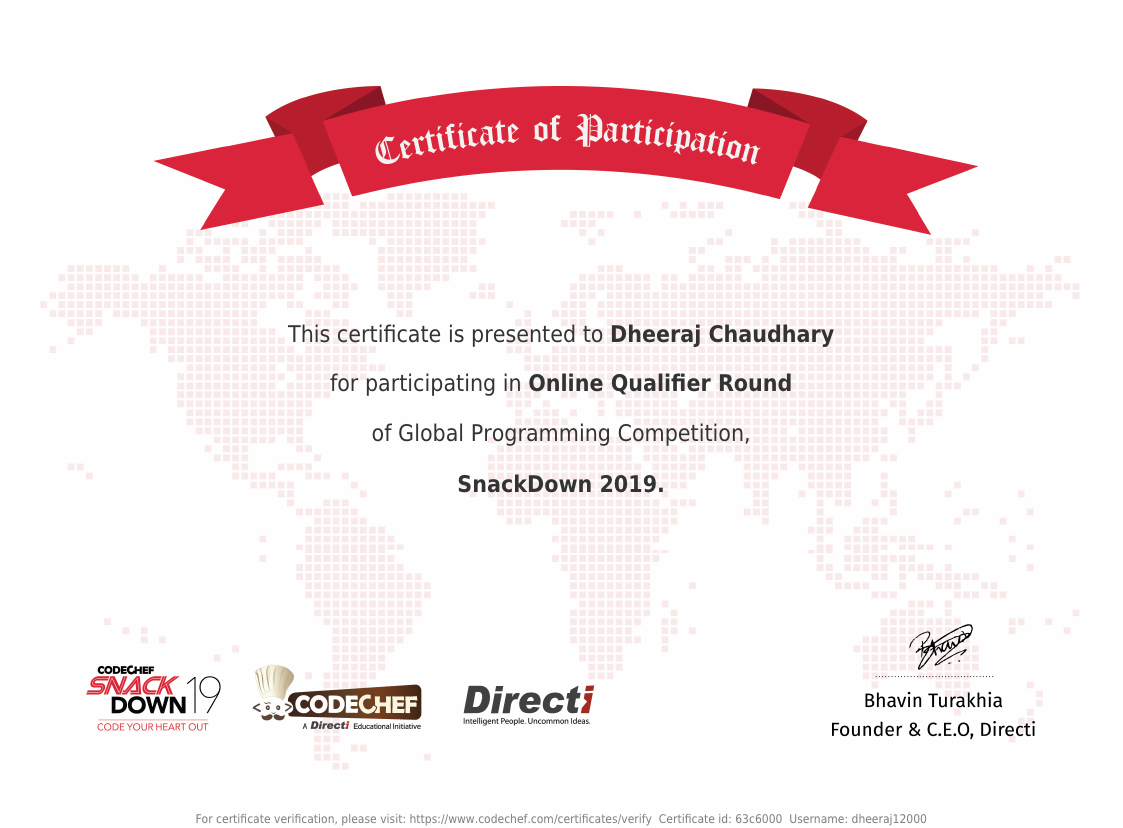 Certificate of Participation
This certificate is presented to Dheeraj Chaudhary
for participating in Online Qualifier Round
of Global Programming Competition,
SnackDown 2019.
CODECHEF
SNACK
DOWN 19
CODE YOUR HEART OUT
CODECHEF
A Directi Educational Initiative
Directi
Intelligent People. Uncommon Ideas.
Bhavin Turakhia
Founder & C.E.O, Directi
For certificate verification, please visit: https://www.codechef.com/certificates/verify Certificate id: 63c6000 Username: dheeraj12000